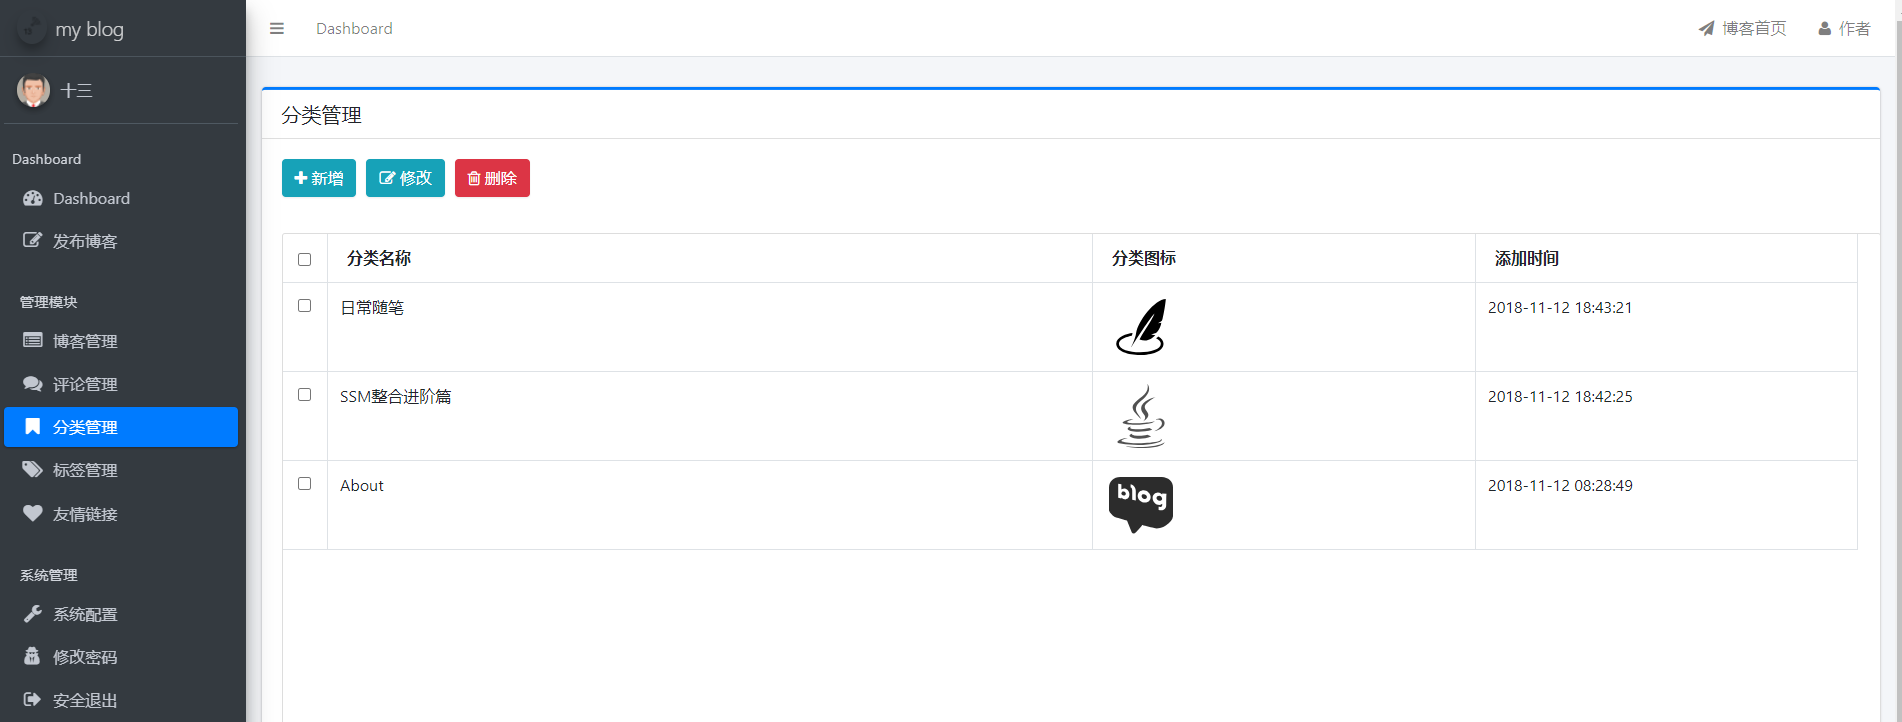 my blog
Dashboard
博客首页
作者
十三
Dashboard
Dashboard
发布博客
管理模块
博客管理
评论管理
分类管理
标签管理
友情链接
系统管理
系统配置
修改密码
安全退出
分类管理
新增 修改 删除
分类名称 分类图标 添加时间
日常随笔 2018-11-12 18:43:21
SSM整合进阶篇 2018-11-12 18:42:25
About blog 2018-11-12 08:28:49